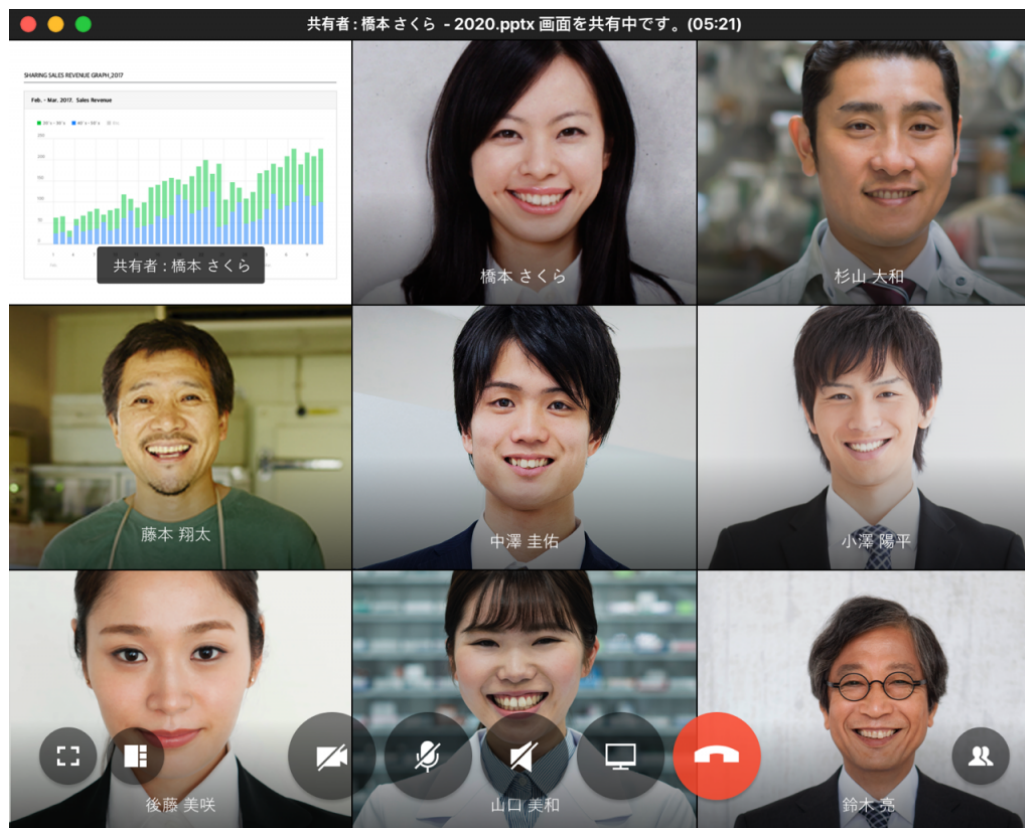 共有者 : 橋本 さくら - 2020.pptx 画面を共有中です。(05:21)
SHARING SALES REVENUE GRAPH_2017
Feb. - Mar. 2017. Sales Revenue
共有者 : 橋本 さくら
橋本 さくら
杉山 大和
藤本 翔太
中澤 圭佑
小澤 陽平
後藤 美咲
山口 美和
鈴木 亮